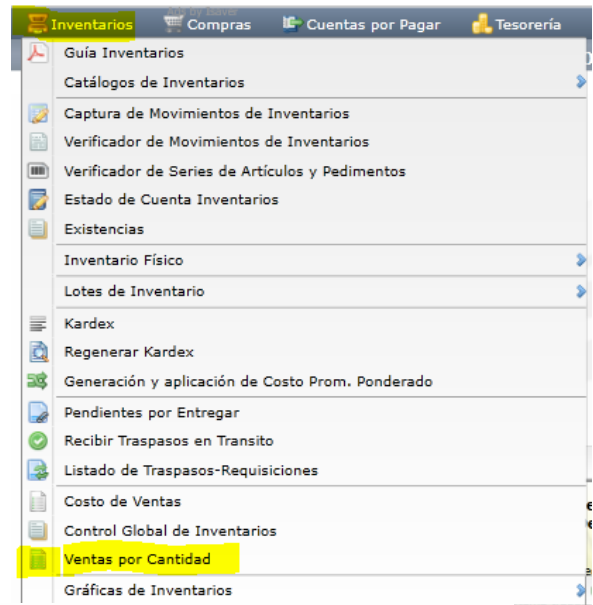 Ads by Isaver
Inventarios Compras Cuentas por Pagar Tesorería
Guía Inventarios
Catálogos de Inventarios
Captura de Movimientos de Inventarios
Verificador de Movimientos de Inventarios
Verificador de Series de Artículos y Pedimentos
Estado de Cuenta Inventarios
Existencias
Inventario Físico
Lotes de Inventario
Kardex
Regenerar Kardex
Generación y aplicación de Costo Prom. Ponderado
Pendientes por Entregar
Recibir Traspasos en Transito
Listado de Traspasos-Requisiciones
Costo de Ventas
Control Global de Inventarios
Ventas por Cantidad
Gráficas de Inventarios